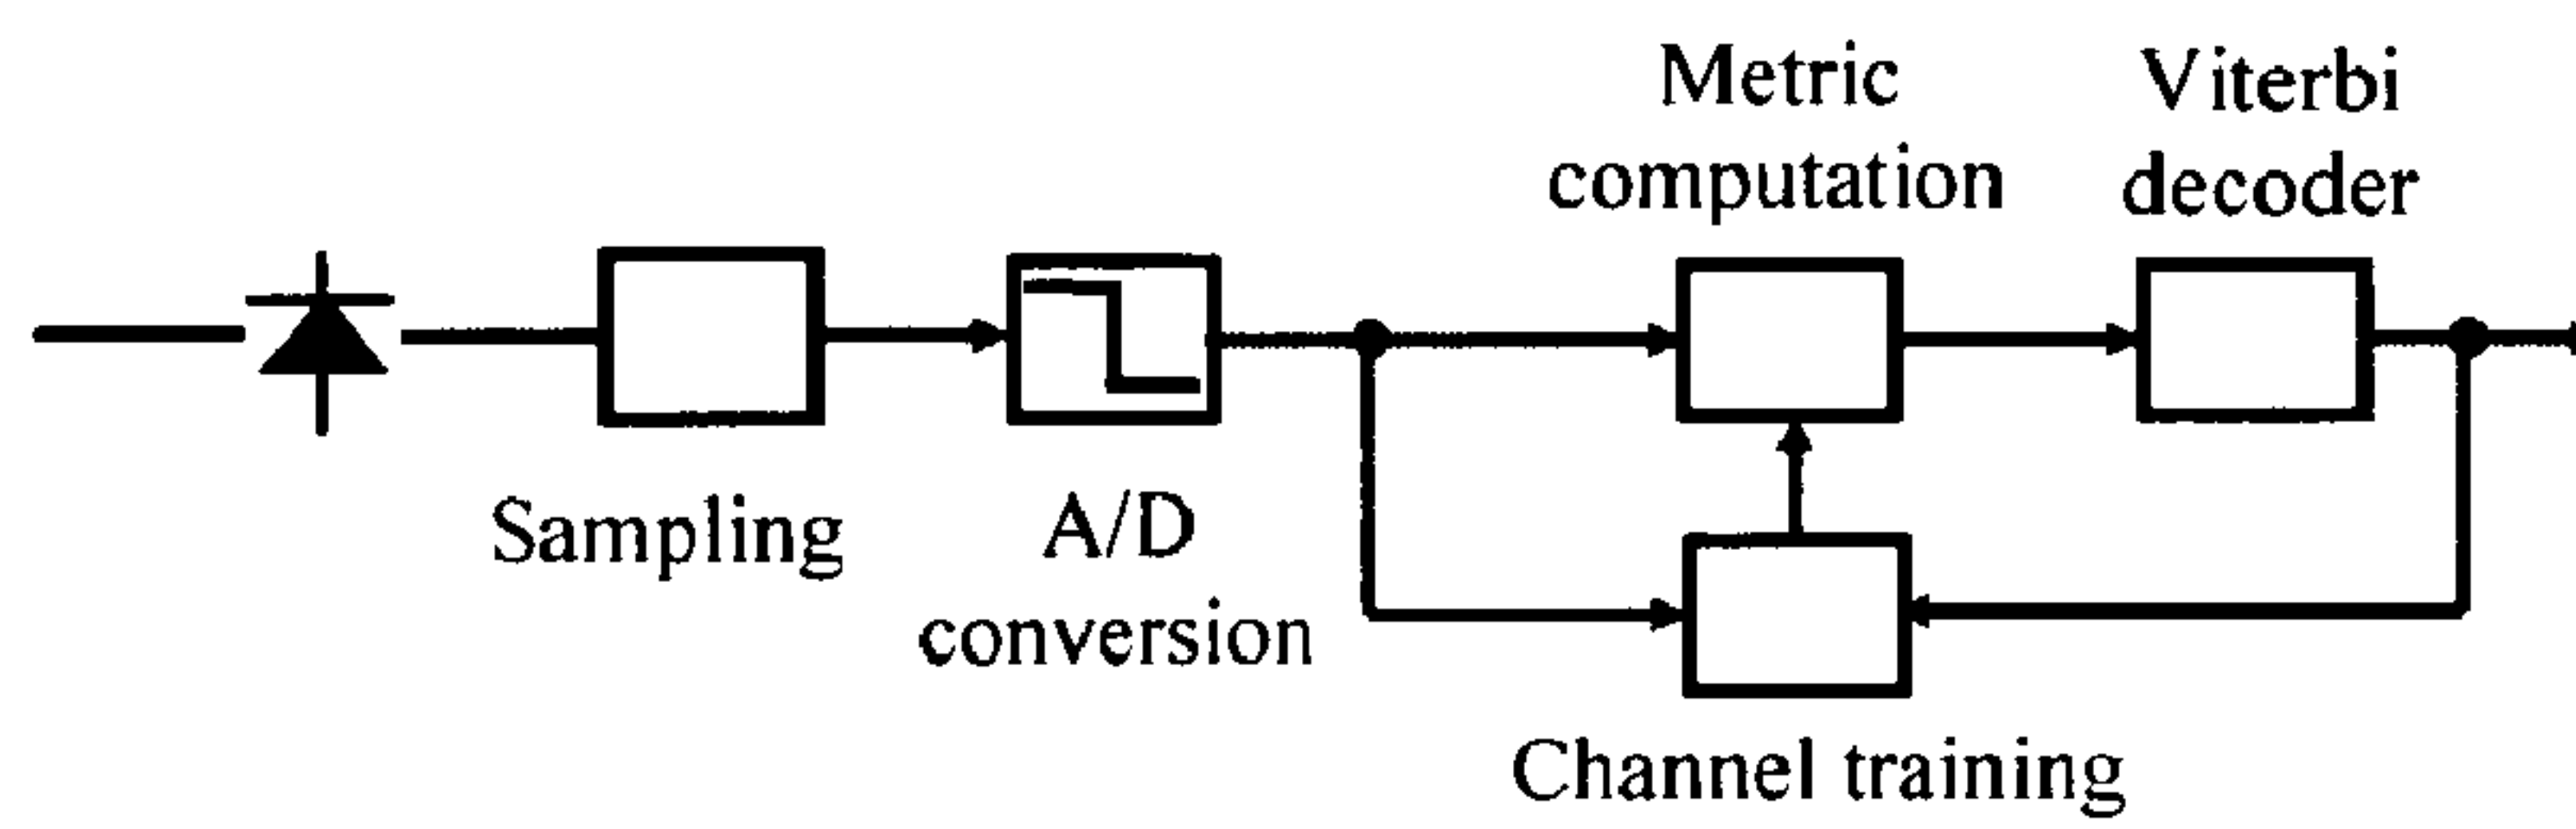 Metric
computation
Viterbi
decoder
Sampling
A/D
conversion
Channel training